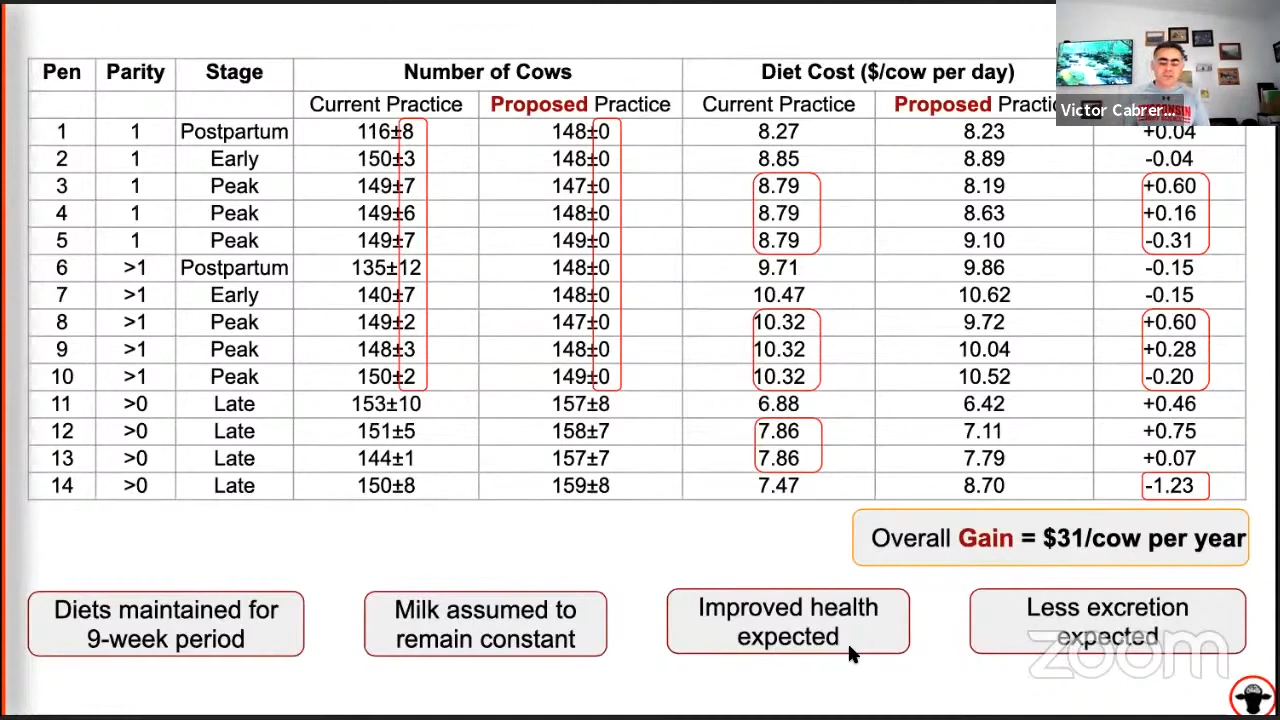 Pen Parity Stage Number of Cows Diet Cost ($/cow per day)
Current Practice Proposed Practice Current Practice Proposed
1 1 Postpartum 116±8 148±0 8.27 8.23 +0.04
2 1 Early 150±3 148±0 8.85 8.89 -0.04
3 1 Peak 149±7 147±0 8.79 8.19 +0.60
4 1 Peak 149±6 148±0 8.79 8.63 +0.16
5 1 Peak 149±7 149±0 8.79 9.10 -0.31
6 >1 Postpartum 135±12 148±0 9.71 9.86 -0.15
7 >1 Early 140±7 148±0 10.47 10.62 -0.15
8 >1 Peak 149±2 147±0 10.32 9.72 +0.60
9 >1 Peak 148±3 148±0 10.32 10.04 +0.28
10 >1 Peak 150±2 149±0 10.32 10.52 -0.20
11 >0 Late 153±10 157±8 6.88 6.42 +0.46
12 >0 Late 151±5 158±7 7.86 7.11 +0.75
13 >0 Late 144±1 157±7 7.86 7.79 +0.07
14 >0 Late 150±8 159±8 7.47 8.70 -1.23
Overall Gain = $31/cow per year
Diets maintained for
9-week period
Milk assumed to
remain constant
Improved health
expected
Less excretion
expected
zoom
Victor Cabrer...